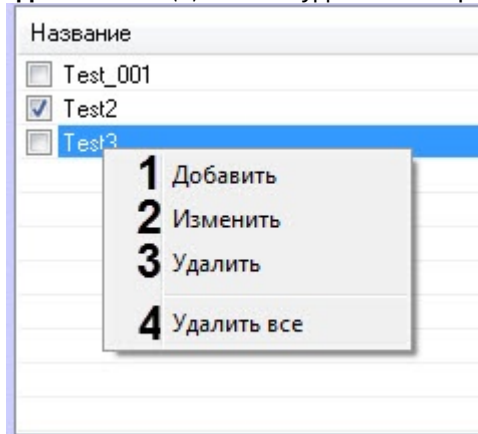 Название
Test_001
Test2
Test3
1 Добавить
2 Изменить
3 Удалить
4 Удалить все